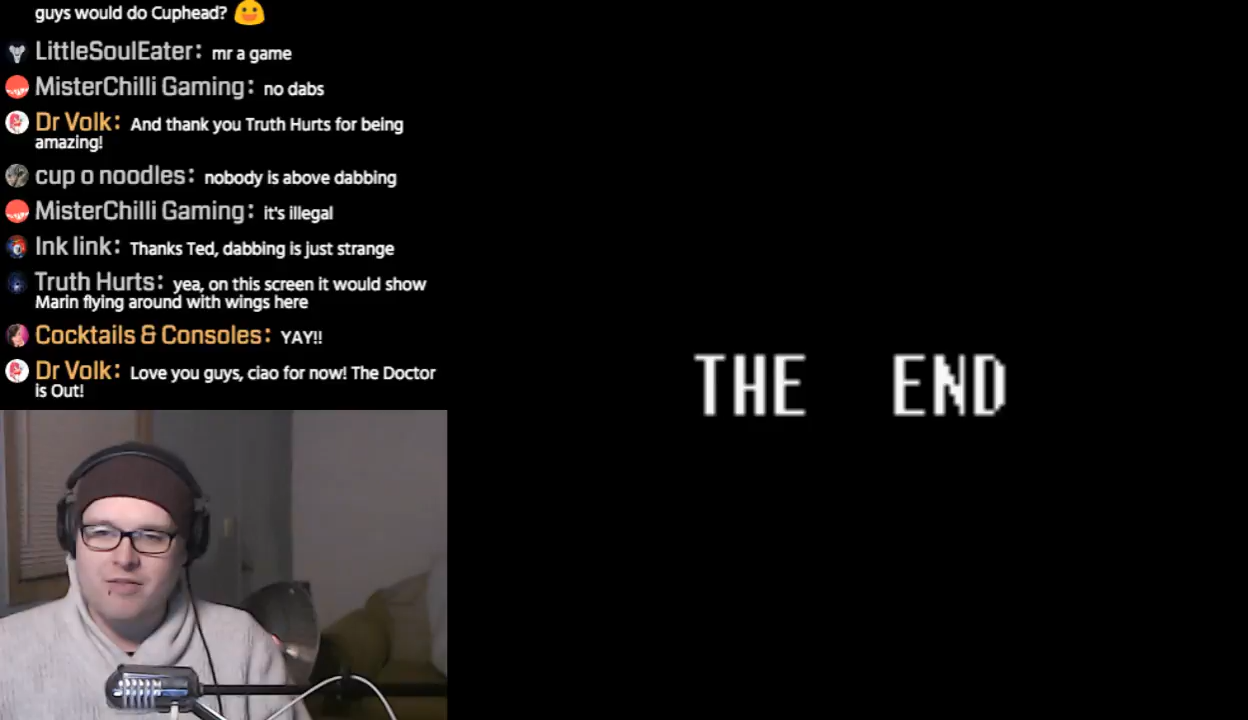 guys would do Cuphead?
LittleSoulEater: mr a game
MisterChilli Gaming: no dabs
Dr Volk: And thank you Truth Hurts for being
amazing!
cup o noodles: nobody is above dabbing
MisterChilli Gaming: it's illegal
Ink link: Thanks Ted, dabbing is just strange
Truth Hurts: yea, on this screen it would show
Marin flying around with wings here
Cocktails & Consoles: YAY!!
Dr Volk: Love you guys, ciao for now! The Doctor
is Out!
THE END